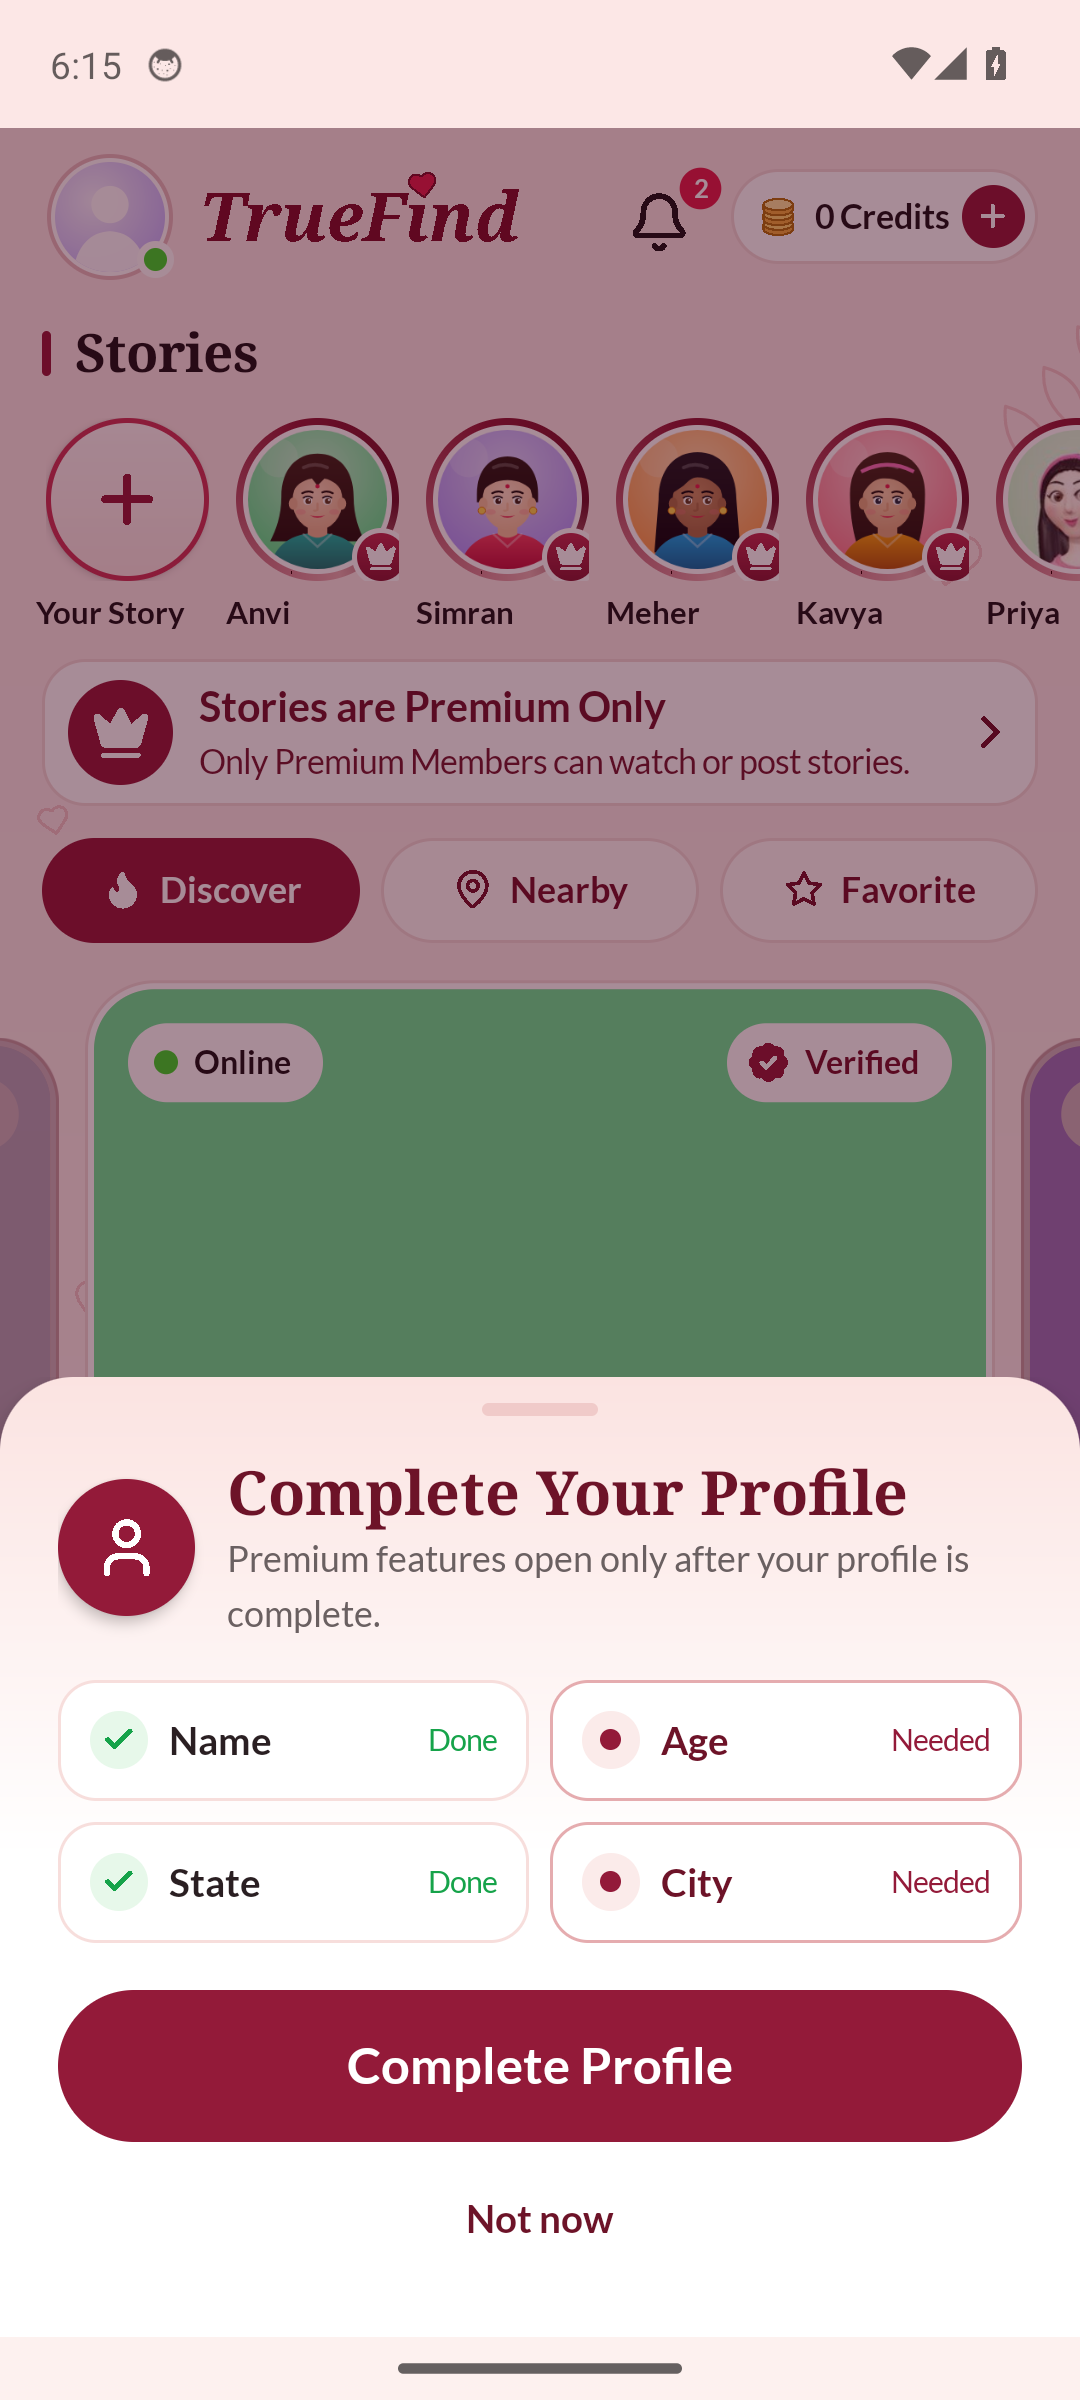 6:15
TrueFind
2
0 Credits
Stories
Your Story
Anvi
Simran
Meher
Kavya
Priya
Stories are Premium Only
Only Premium Members can watch or post stories.
Discover
Nearby
Favorite
Online
Verified
Complete Your Profile
Premium features open only after your profile is
complete.
Name
Done
Age
Needed
State
Done
City
Needed
Complete Profile
Not now